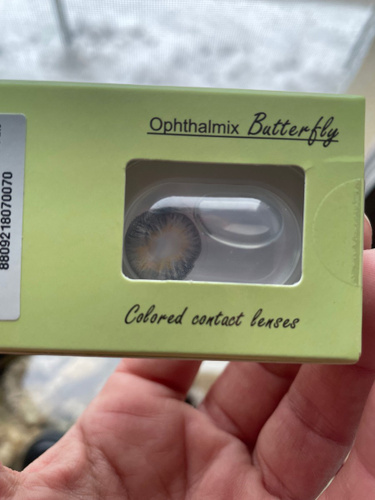 Ophthalmix Butterfly
8809218070070
Colored contact lenses